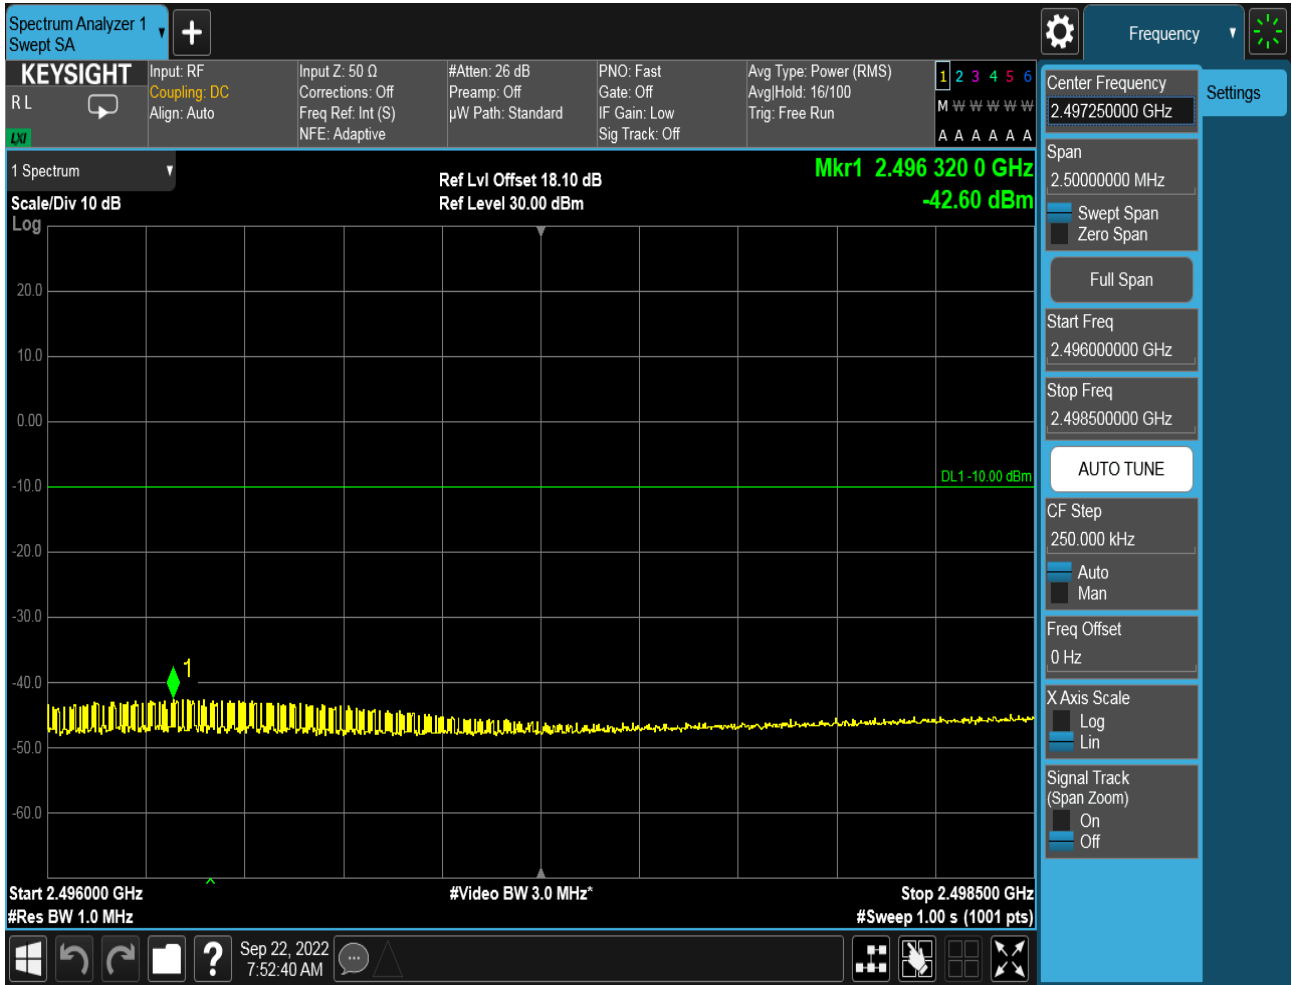 Spectrum Analyzer 1
Swept SA
Frequency
KEYSIGHT
R L
LXI
Input: RF
Coupling: DC
Align: Auto
Input Z: 50 Ω
Corrections: Off
Freq Ref: Int (S)
NFE: Adaptive
#Atten: 26 dB
Preamp: Off
µW Path: Standard
PNO: Fast
Gate: Off
IF Gain: Low
Sig Track: Off
Avg Type: Power (RMS)
Avg|Hold: 16/100
Trig: Free Run
1 2 3 4 5 6
M W W W W W
A A A A A A
1 Spectrum
Scale/Div 10 dB
Log
Ref Lvl Offset 18.10 dB
Ref Level 30.00 dBm
Mkr1 2.496 320 0 GHz
-42.60 dBm
20.0
10.0
0.00
-10.0
-20.0
-30.0
-40.0
-50.0
-60.0
DL1 -10.00 dBm
1
Start 2.496000 GHz
#Res BW 1.0 MHz
#Video BW 3.0 MHz*
Stop 2.498500 GHz
#Sweep 1.00 s (1001 pts)
Center Frequency
2.497250000 GHz
Settings
Span
2.50000000 MHz
Swept Span
Zero Span
Full Span
Start Freq
2.496000000 GHz
Stop Freq
2.498500000 GHz
AUTO TUNE
CF Step
250.000 kHz
Auto
Man
Freq Offset
0 Hz
X Axis Scale
Log
Lin
Signal Track
(Span Zoom)
On
Off
?
Sep 22, 2022
7:52:40 AM